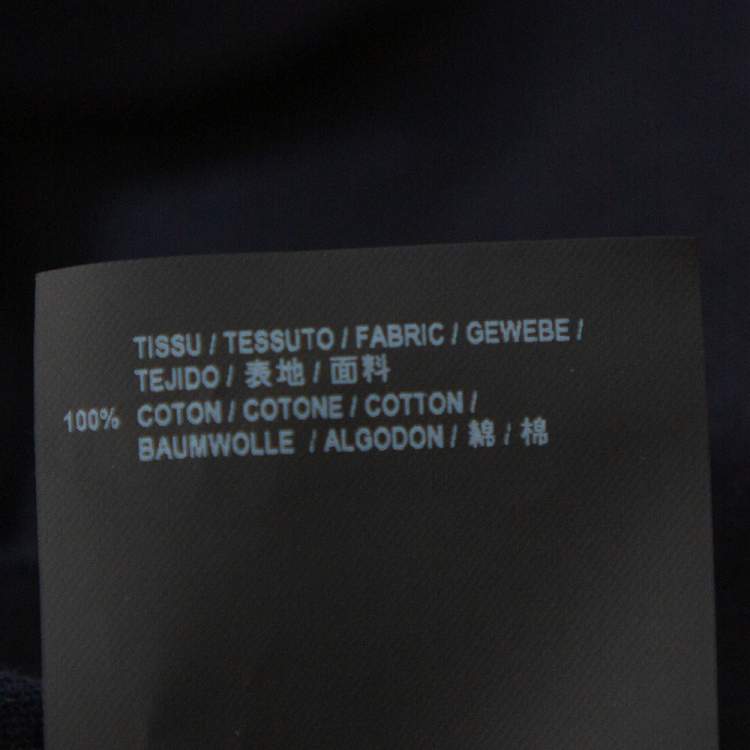 TISSU / TESSUTO / FABRIC / GEWEBE /
TEJIDO / 表地 / 面料
100% COTON / COTONE / COTTON /
BAUMWOLLE / ALGODON / 綿 / 棉